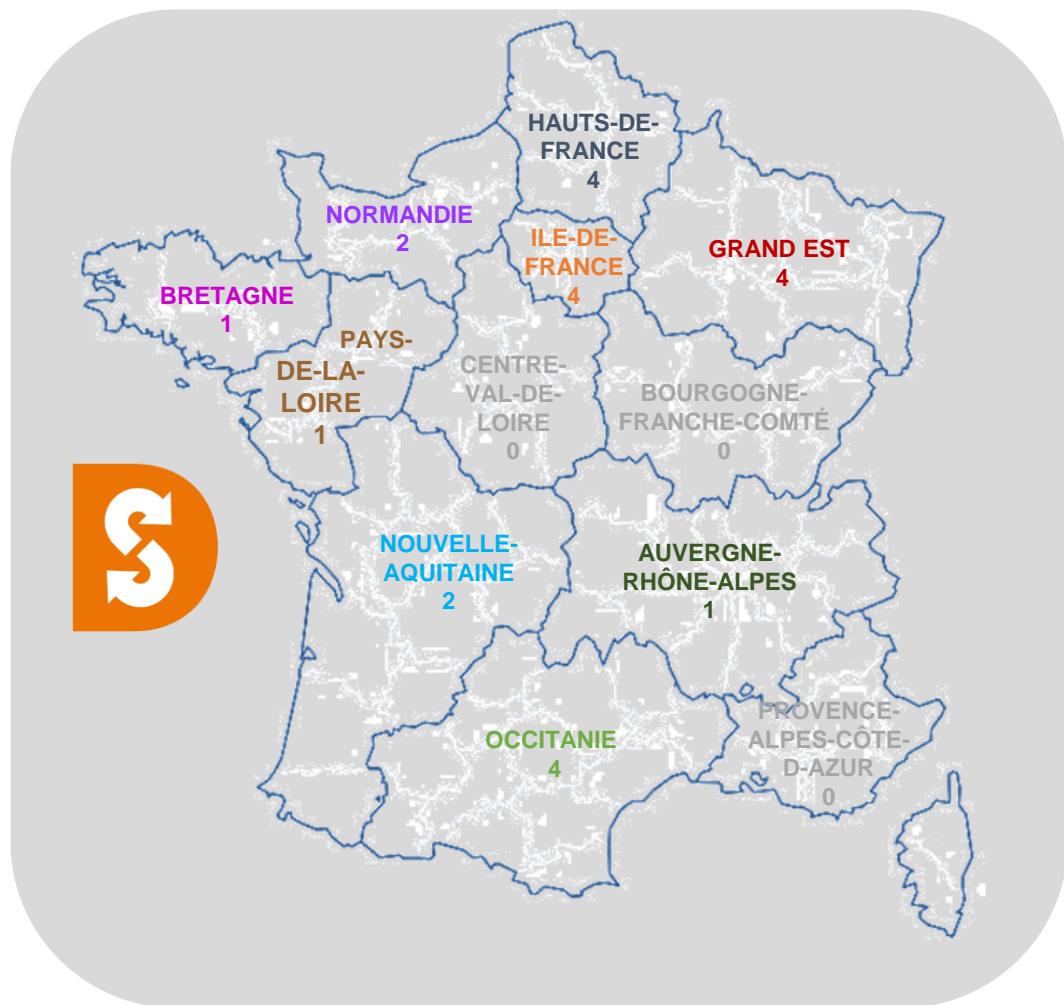 HAUTS-DE-
FRANCE
4
NORMANDIE
2
ILE-DE-
FRANCE
4
GRAND EST
4
BRETAGNE
1
PAYS-
DE-LA-
LOIRE
1
CENTRE-
VAL-DE-
LOIRE
0
BOURGOGNE-
FRANCHE-COMTÉ
0
NOUVELLE-
AQUITAINE
2
AUVERGNE-
RHÔNE-ALPES
1
OCCITANIE
4
PROVENCE-
ALPES-CÔTE-
D-AZUR
0